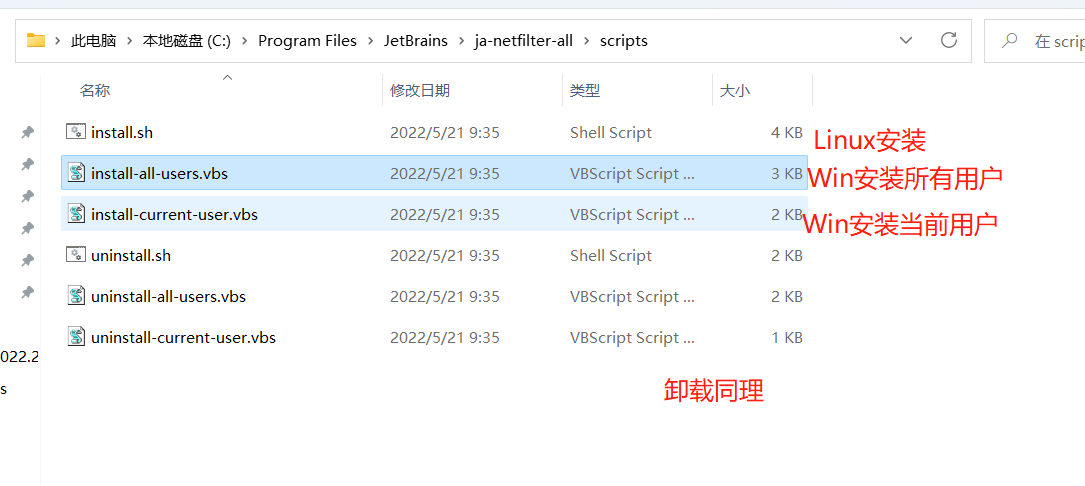 此电脑 > 本地磁盘 (C:) > Program Files > JetBrains > ja-netfilter-all > scripts 在 scrip
名称 修改日期 类型 大小
install.sh 2022/5/21 9:35 Shell Script 4 KB Linux安装
install-all-users.vbs 2022/5/21 9:35 VBScript Script ... 3 KB Win安装所有用户
install-current-user.vbs 2022/5/21 9:35 VBScript Script ... 2 KB Win安装当前用户
uninstall.sh 2022/5/21 9:35 Shell Script 2 KB
uninstall-all-users.vbs 2022/5/21 9:35 VBScript Script ... 2 KB
uninstall-current-user.vbs 2022/5/21 9:35 VBScript Script ... 1 KB
022.2
s
卸载同理